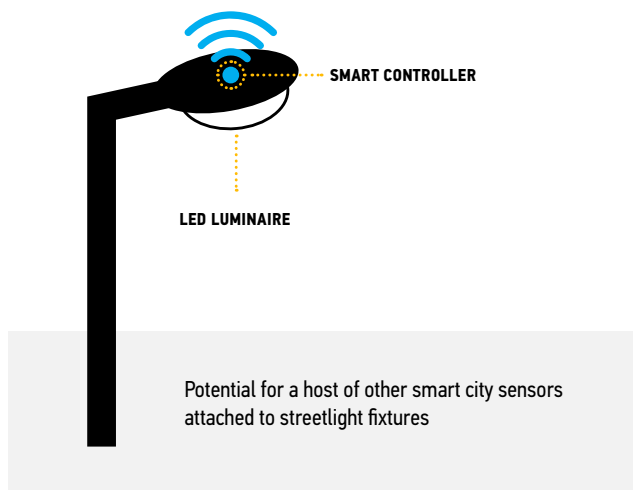 SMART CONTROLLER
LED LUMINAIRE
Potential for a host of other smart city sensors
attached to streetlight fixtures